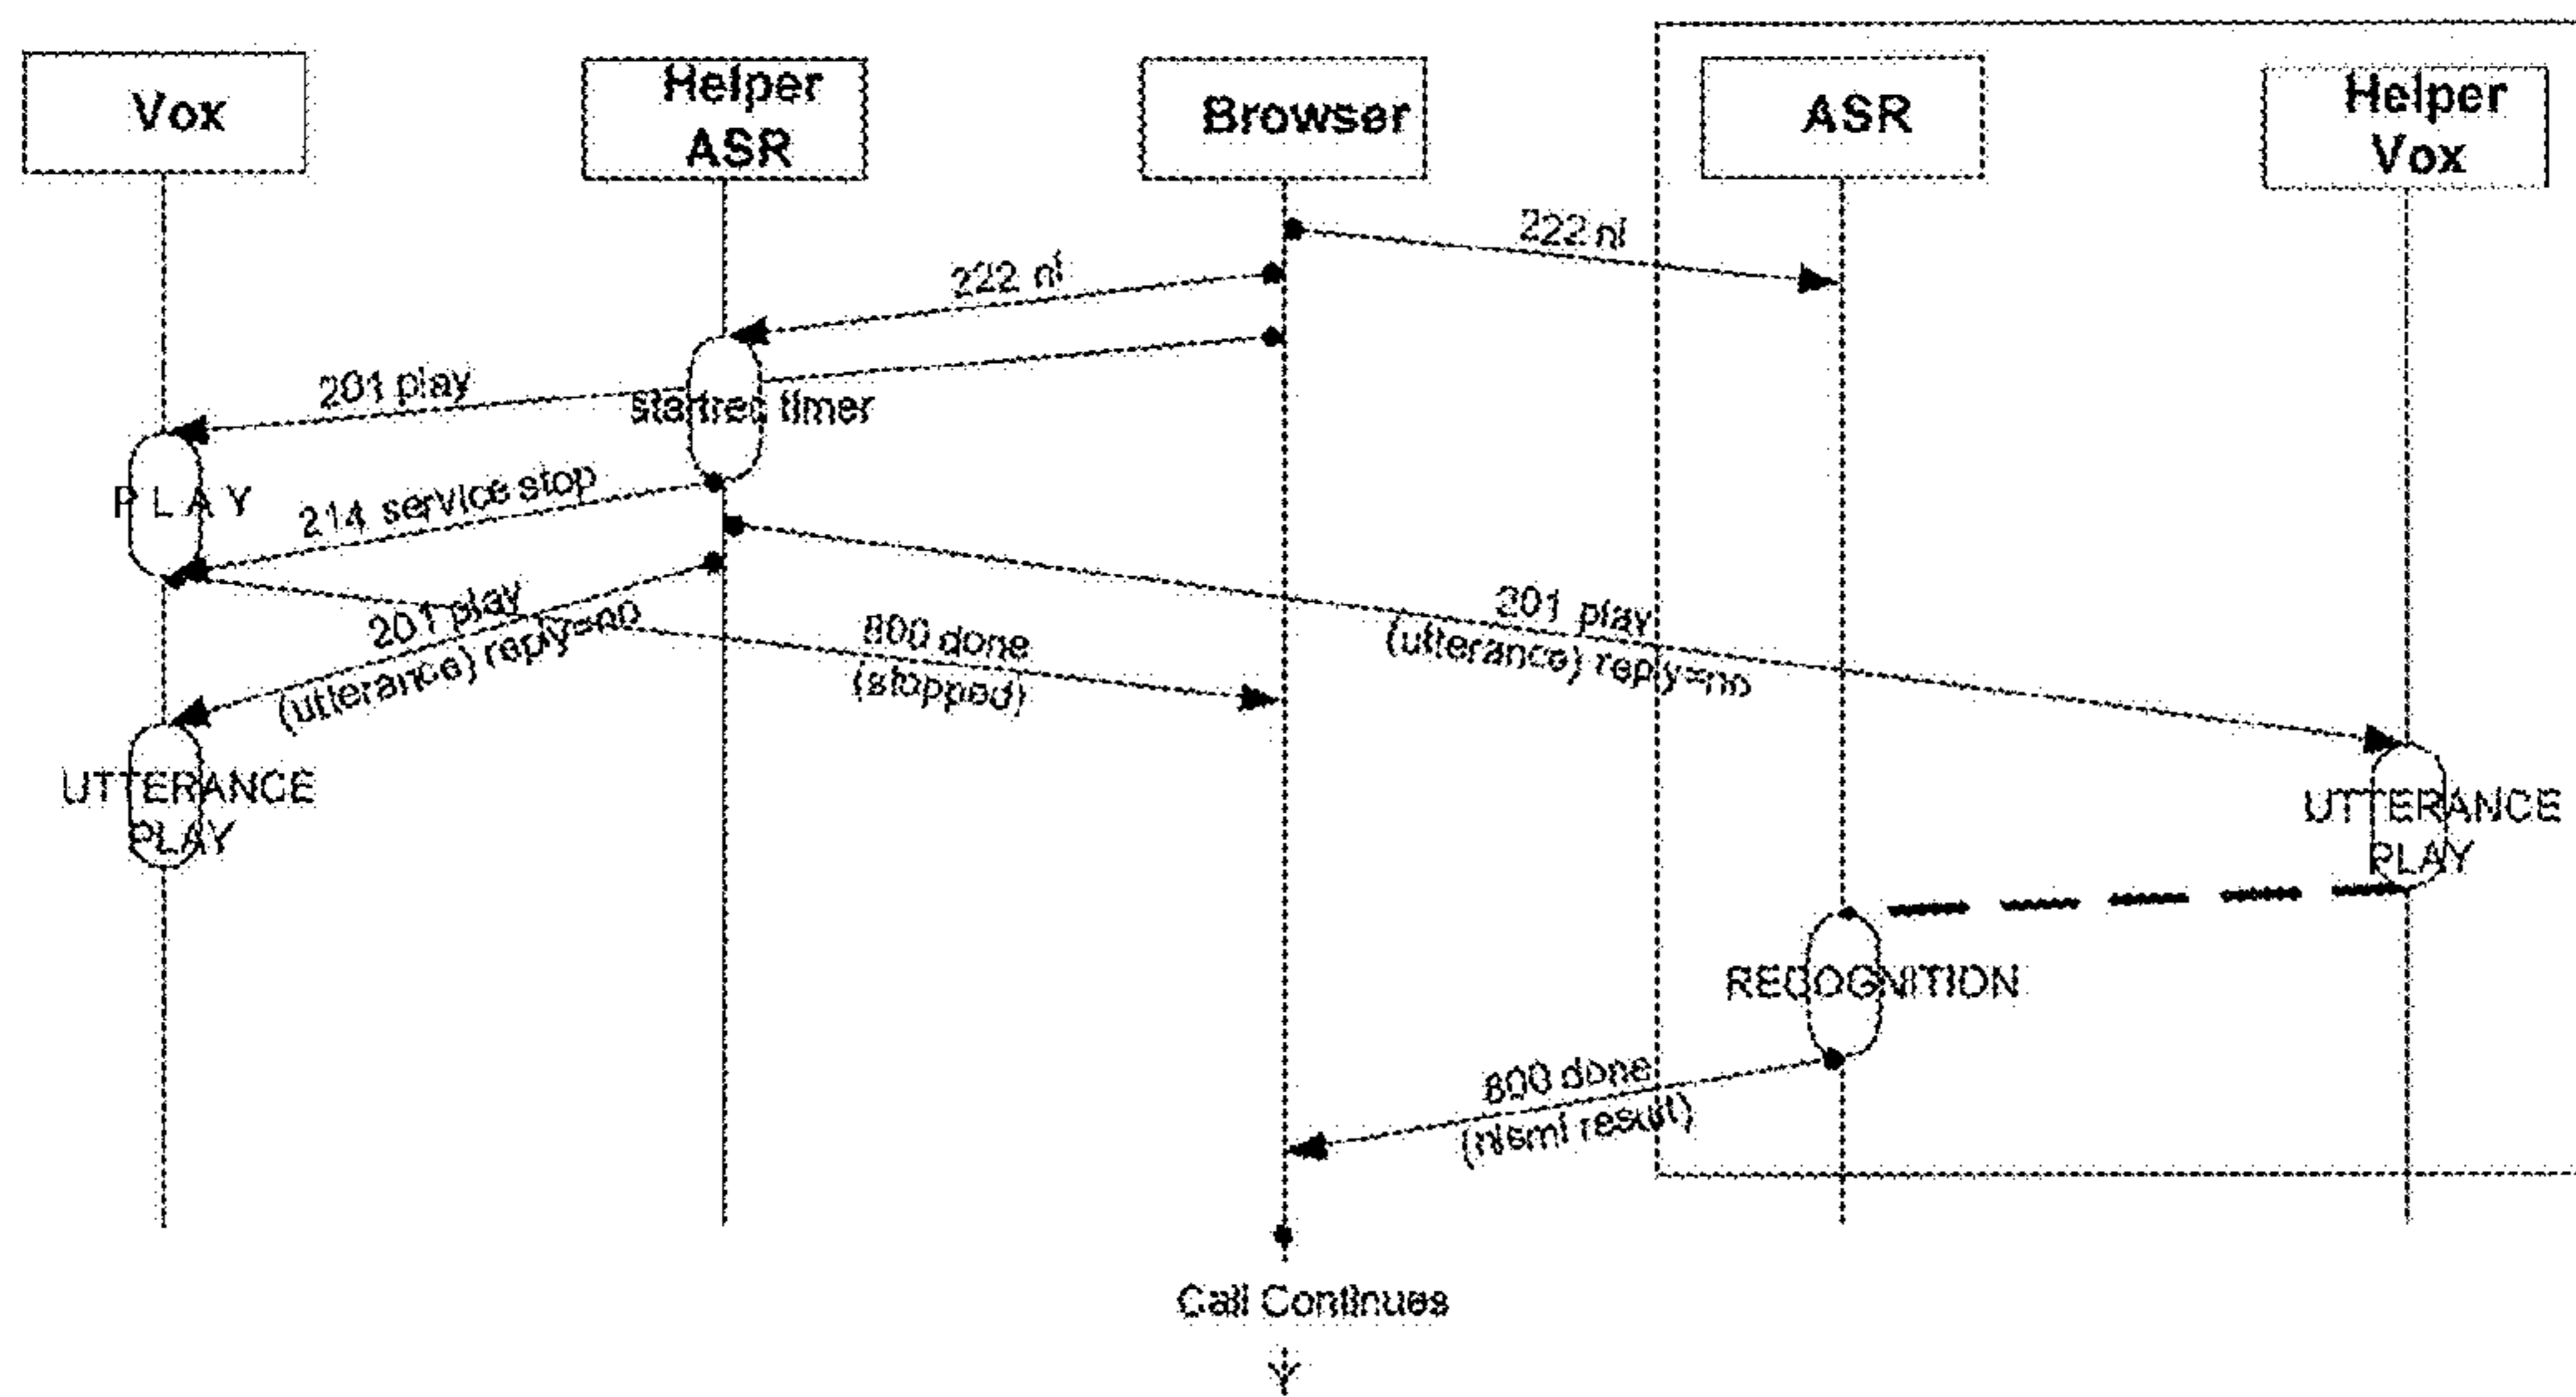 Vox
Helper
ASR
Browser
ASR
Helper
Vox
222 nl
222 nl
201 play
startrec timer
PLAY
214 service stop
201 play
(utterance) reply=no
800 done
(stopped)
201 play
(utterance) reply=no
UTTERANCE
PLAY
UTTERANCE
PLAY
RECOGNITION
800 done
(nlsml result)
Call Continues